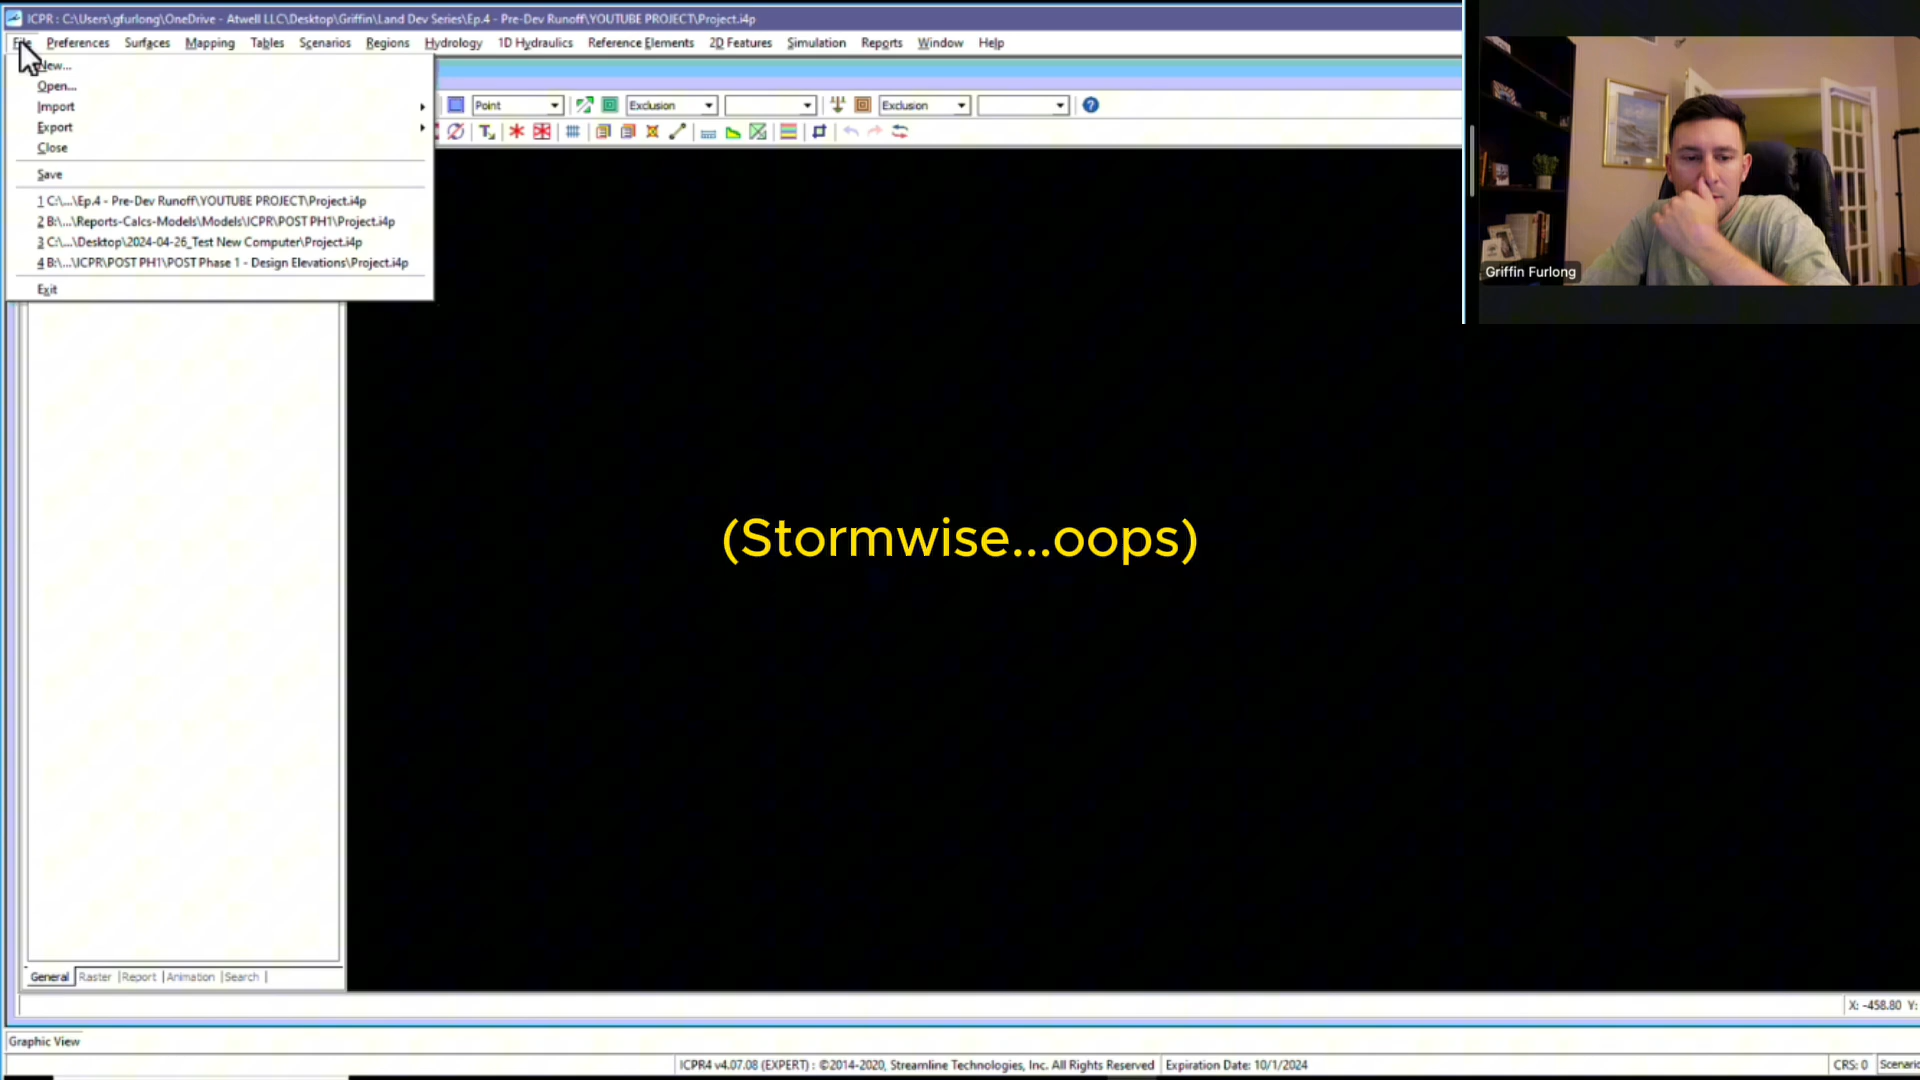 ICPR : C:\Users\gfurlong\OneDrive - Atwell LLC\Desktop\Griffin\Land Dev Series\Ep.4 - Pre-Dev Runoff\YOUTUBE PROJECT\Project.i4p
File Preferences Surfaces Mapping Tables Scenarios Regions Hydrology 1D Hydraulics Reference Elements 2D Features Simulation Reports Window Help
New...
Open...
Import
Export
Close
Save
1 C:\...\Ep.4 - Pre-Dev Runoff\YOUTUBE PROJECT\Project.i4p
2 B:\...\Reports-Calcs-Models\Models\ICPR\POST PH1\Project.i4p
3 C:\...\Desktop\2024-04-26_Test New Computer\Project.i4p
4 B:\...\ICPR\POST PH1\POST Phase 1 - Design Elevations\Project.i4p
Exit
Point Exclusion Exclusion
Griffin Furlong
(Stormwise...oops)
General Raster Report Animation Search
X: -458.80 Y:
Graphic View
ICPR4 v4.07.08 (EXPERT) : ©2014-2020, Streamline Technologies, Inc. All Rights Reserved Expiration Date: 10/1/2024 CRS: 0 Scenario